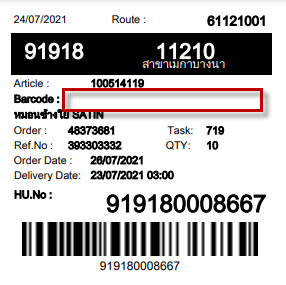 24/07/2021 Route : 61121001
91918 11210
สาขาเมกาบางนา
Article : 100514119
Barcode :
หมอนข้างใย SATIN
Order : 48373681 Task: 719
Ref.No : 393303332 QTY: 10
Order Date : 26/07/2021
Delivery Date: 23/07/2021 03:00
HU.No : 919180008667
919180008667